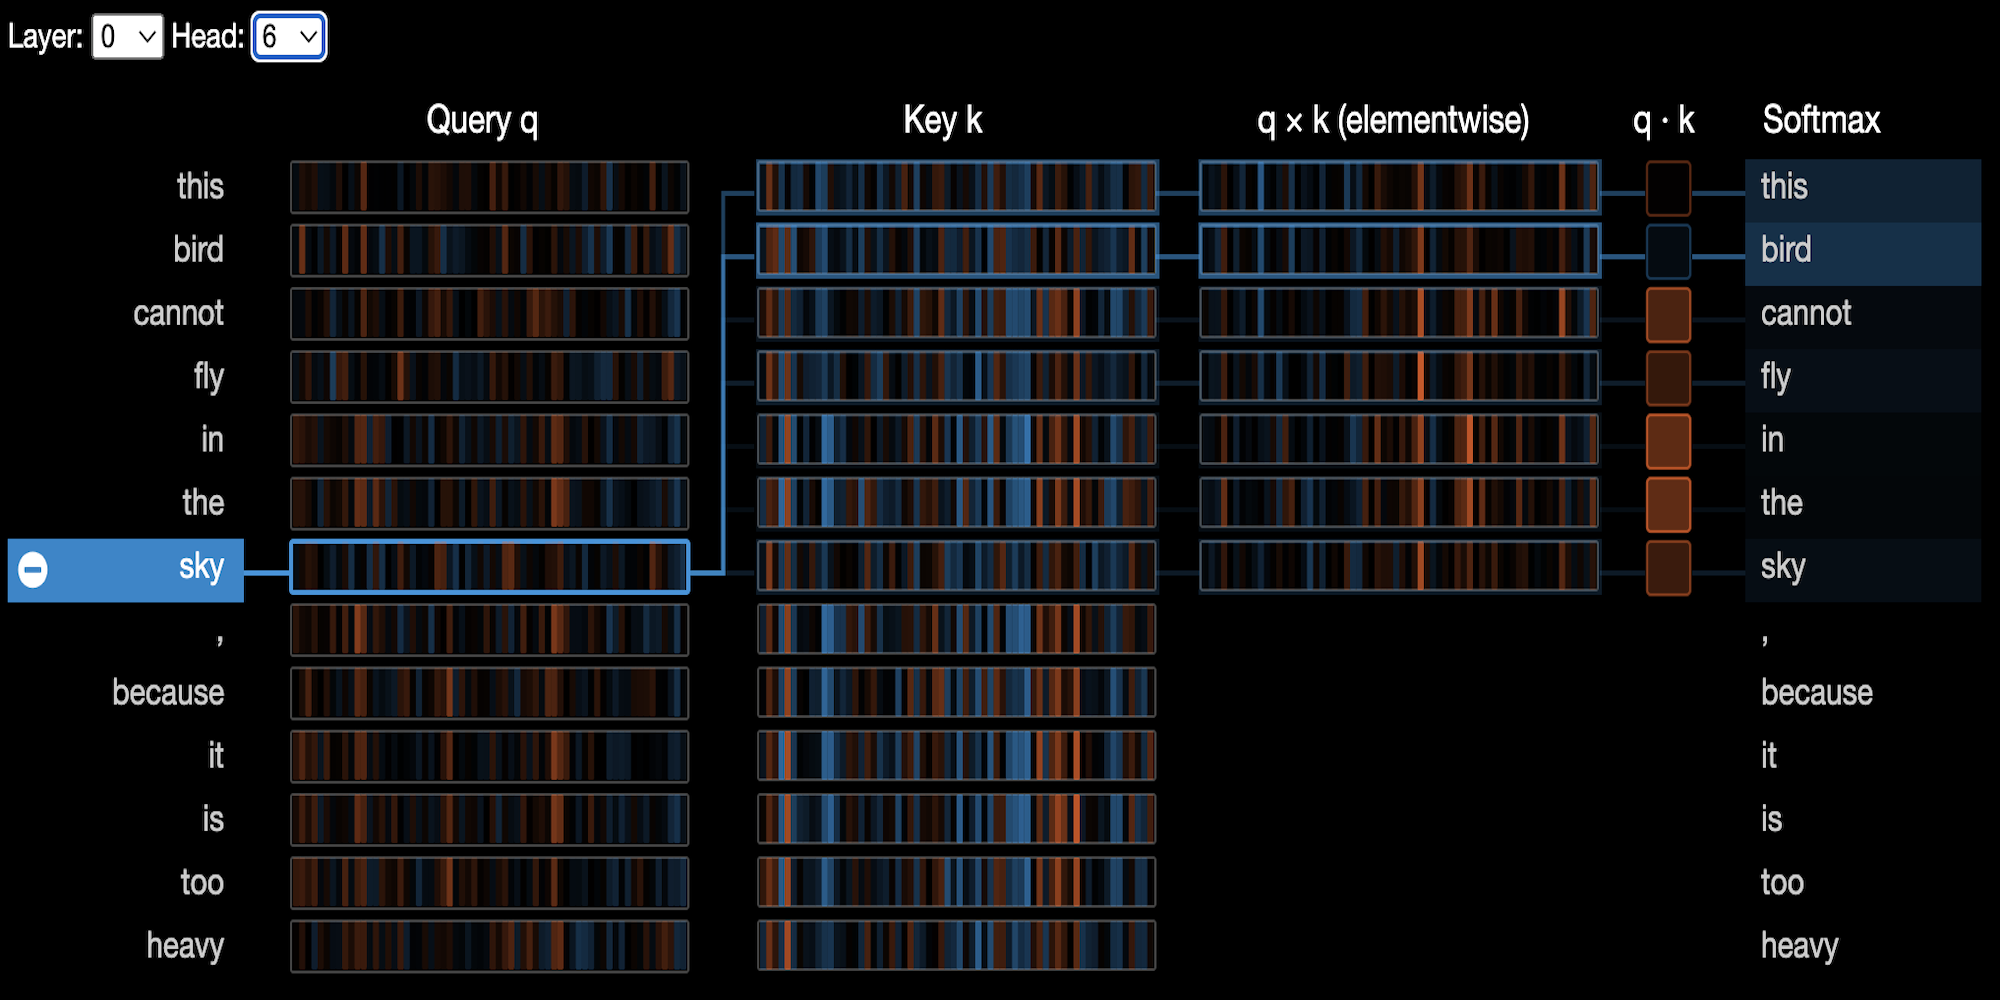 Layer: 0 Head: 6
Query q Key k q × k (elementwise) q · k Softmax
this this
bird bird
cannot cannot
fly fly
in in
the the
sky sky
, ,
because because
it it
is is
too too
heavy heavy